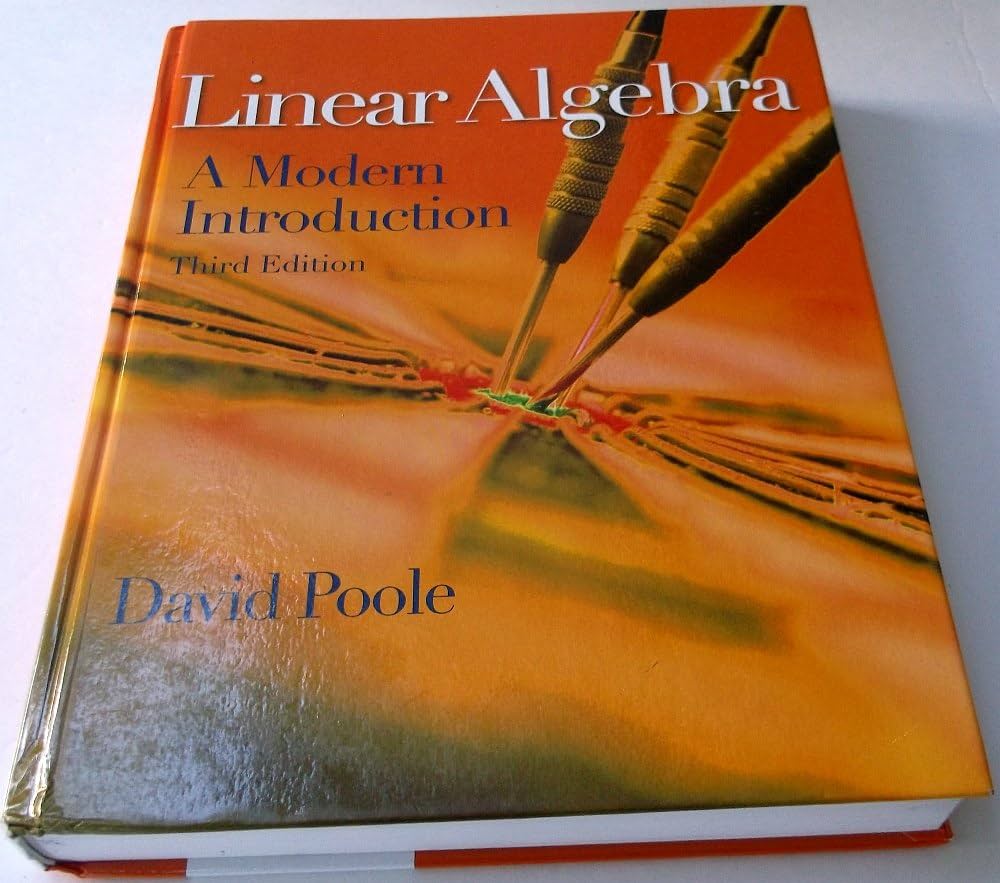 Linear Algebra
A Modern
Introduction
Third Edition
David Poole